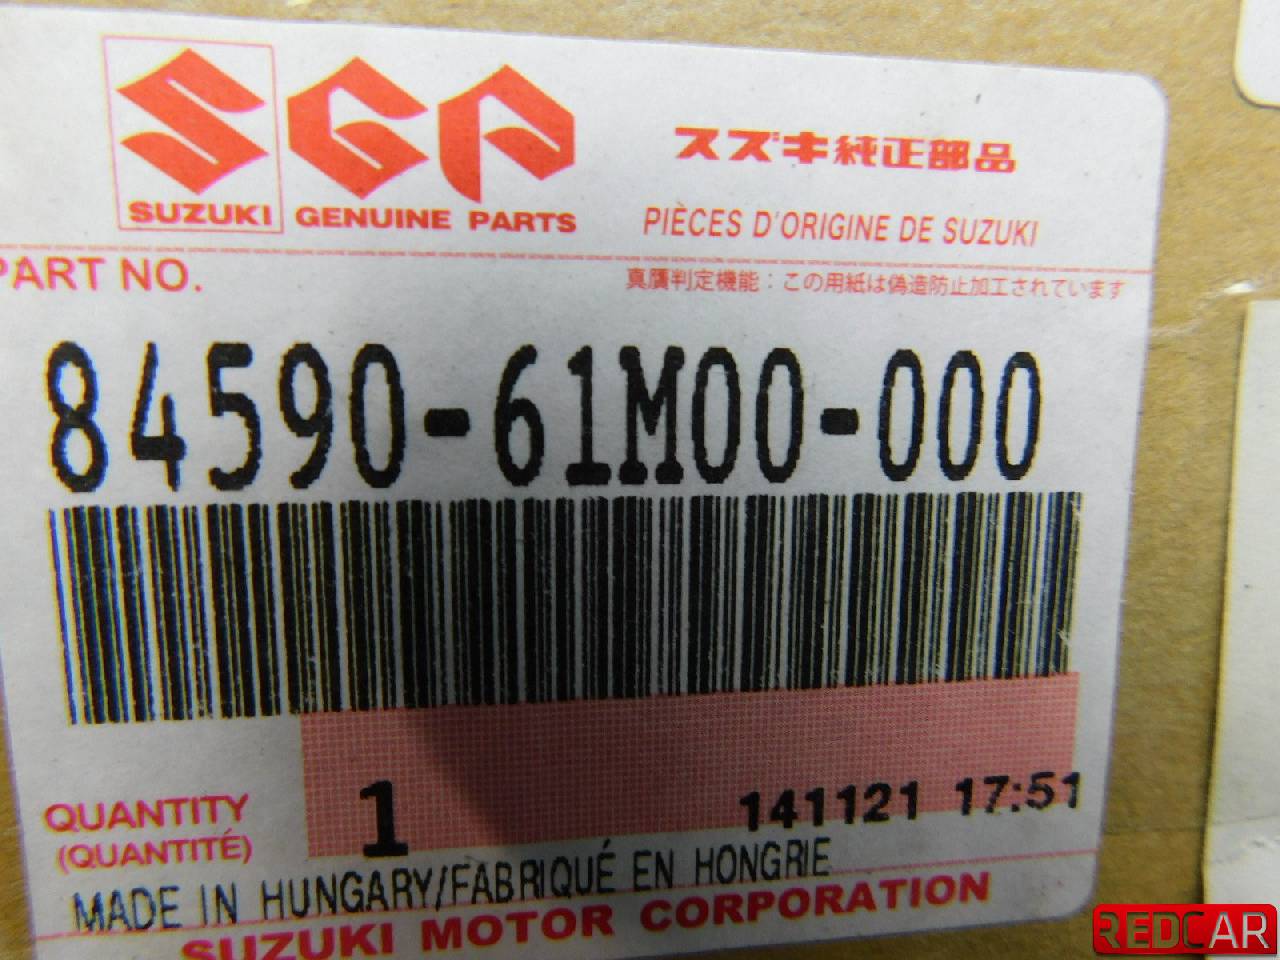 SUZUKI
SGP
GENUINE PARTS
スズキ純正部品
PIÈCES D'ORIGINE DE SUZUKI
PART NO.
真贋判定機能：この用紙は偽造防止加工されています
84590-61M00-000
QUANTITY
(QUANTITÉ)
1
141121 17:51
MADE IN HUNGARY/FABRIQUÉ EN HONGRIE
SUZUKI MOTOR CORPORATION
REDCAR